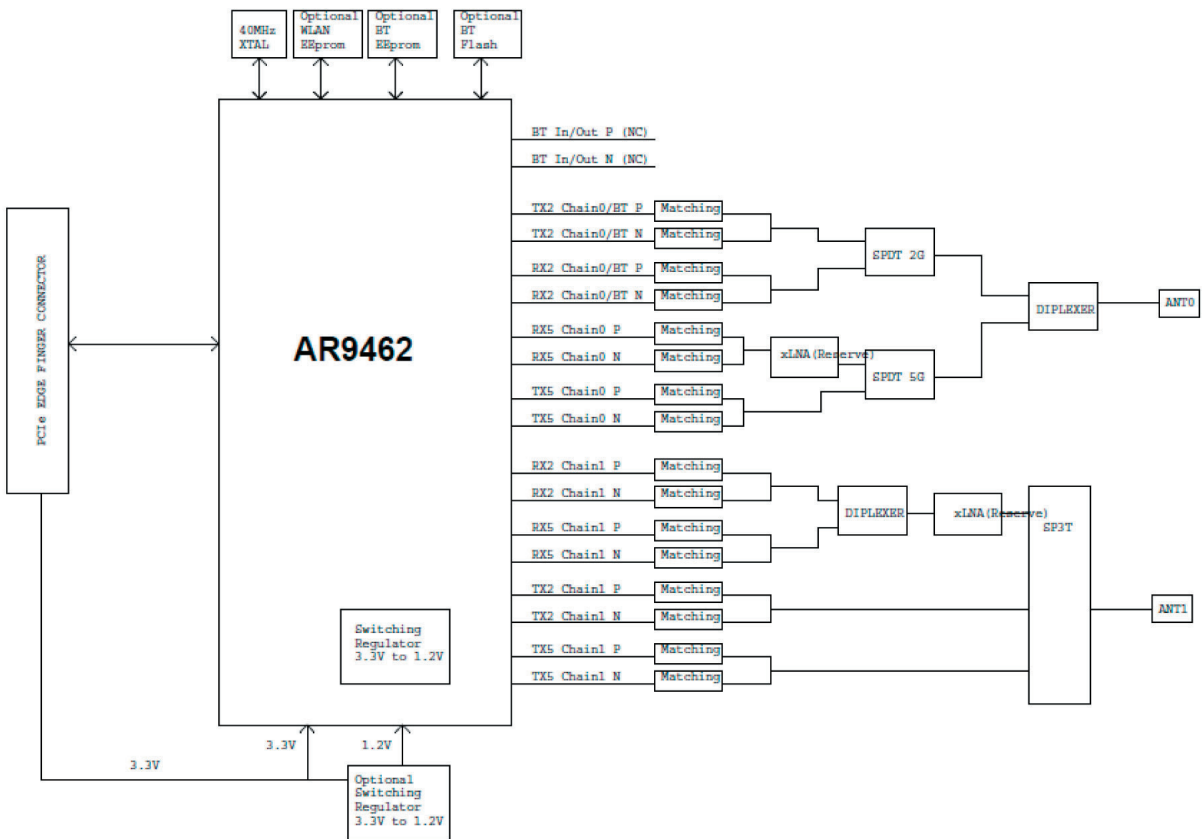 40MHz
XTAL
Optional
WLAN
EEprom
Optional
BT
EEprom
Optional
BT
Flash
BT In/Out P (NC)
BT In/Out N (NC)
TX2 Chain0/BT P
Matching
TX2 Chain0/BT N
Matching
SPDT 2G
RX2 Chain0/BT P
Matching
RX2 Chain0/BT N
Matching
DIPLEXER
ANT0
RX5 Chain0 P
Matching
RX5 Chain0 N
Matching
xLNA(Reserve)
SPDT 5G
TX5 Chain0 P
Matching
TX5 Chain0 N
Matching
PCIe EDGE FINGER CONNECTOR
AR9462
RX2 Chain1 P
Matching
RX2 Chain1 N
Matching
DIPLEXER
xLNA(Reserve)
SP3T
RX5 Chain1 P
Matching
RX5 Chain1 N
Matching
TX2 Chain1 P
Matching
TX2 Chain1 N
Matching
ANT1
TX5 Chain1 P
Matching
TX5 Chain1 N
Matching
Switching
Regulator
3.3V to 1.2V
3.3V
1.2V
3.3V
Optional
Switching
Regulator
3.3V to 1.2V